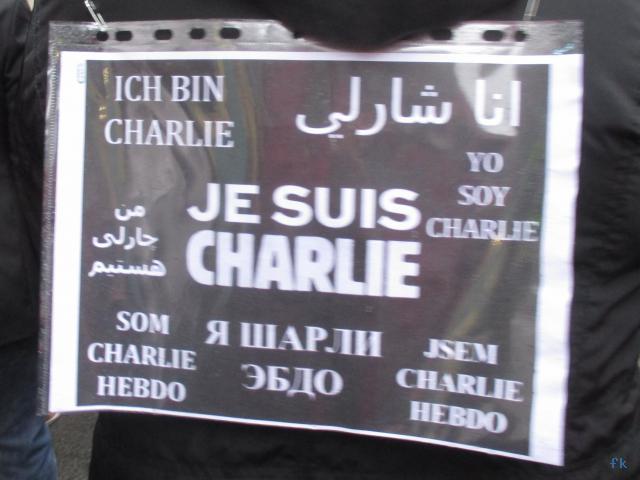 ICH BIN
CHARLIE
انا شارلي
YO
SOY
CHARLIE
JE SUIS
CHARLIE
من
چارلی
هستیم
SOM
CHARLIE
HEBDO
Я ШАРЛИ
ЭБДО
JSEM
CHARLIE
HEBDO
fk